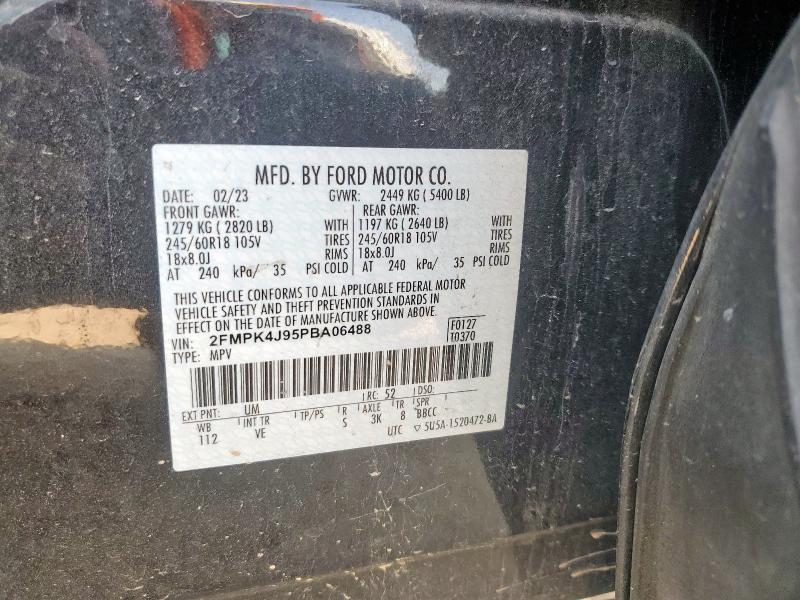 MFD. BY FORD MOTOR CO.
DATE: 02/23 GVWR: 2449 KG ( 5400 LB)
FRONT GAWR: REAR GAWR:
1279 KG ( 2820 LB) WITH 1197 KG ( 2640 LB) WITH
245/60R18 105V TIRES 245/60R18 105V TIRES
18x8.0J RIMS 18x8.0J RIMS
AT 240 kPa/ 35 PSI COLD AT 240 kPa/ 35 PSI COLD
THIS VEHICLE CONFORMS TO ALL APPLICABLE FEDERAL MOTOR
VEHICLE SAFETY AND THEFT PREVENTION STANDARDS IN
EFFECT ON THE DATE OF MANUFACTURE SHOWN ABOVE.
VIN: 2FMPK4J95PBA06488 F0127
TYPE: MPV T0370
RC: 52 DSO:
EXT PNT: UM
WB INT TR TP/PS R AXLE TR SPR
112 VE S 3K 8 BBCC
UTC ▽ 5U5A-1520472-BA